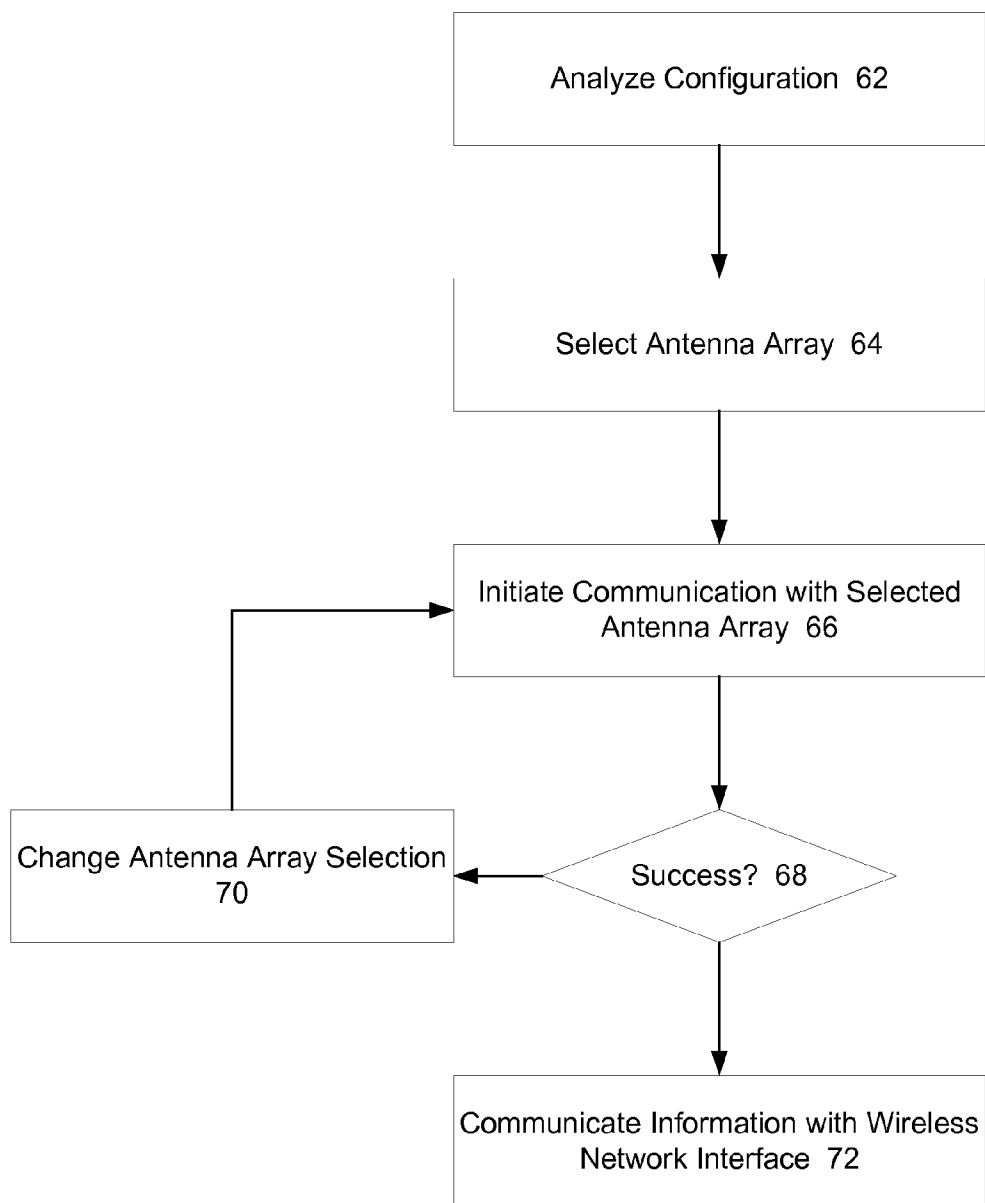 Analyze Configuration 62
Select Antenna Array 64
Initiate Communication with Selected
Antenna Array 66
Change Antenna Array Selection
70
Success? 68
Communicate Information with Wireless
Network Interface 72